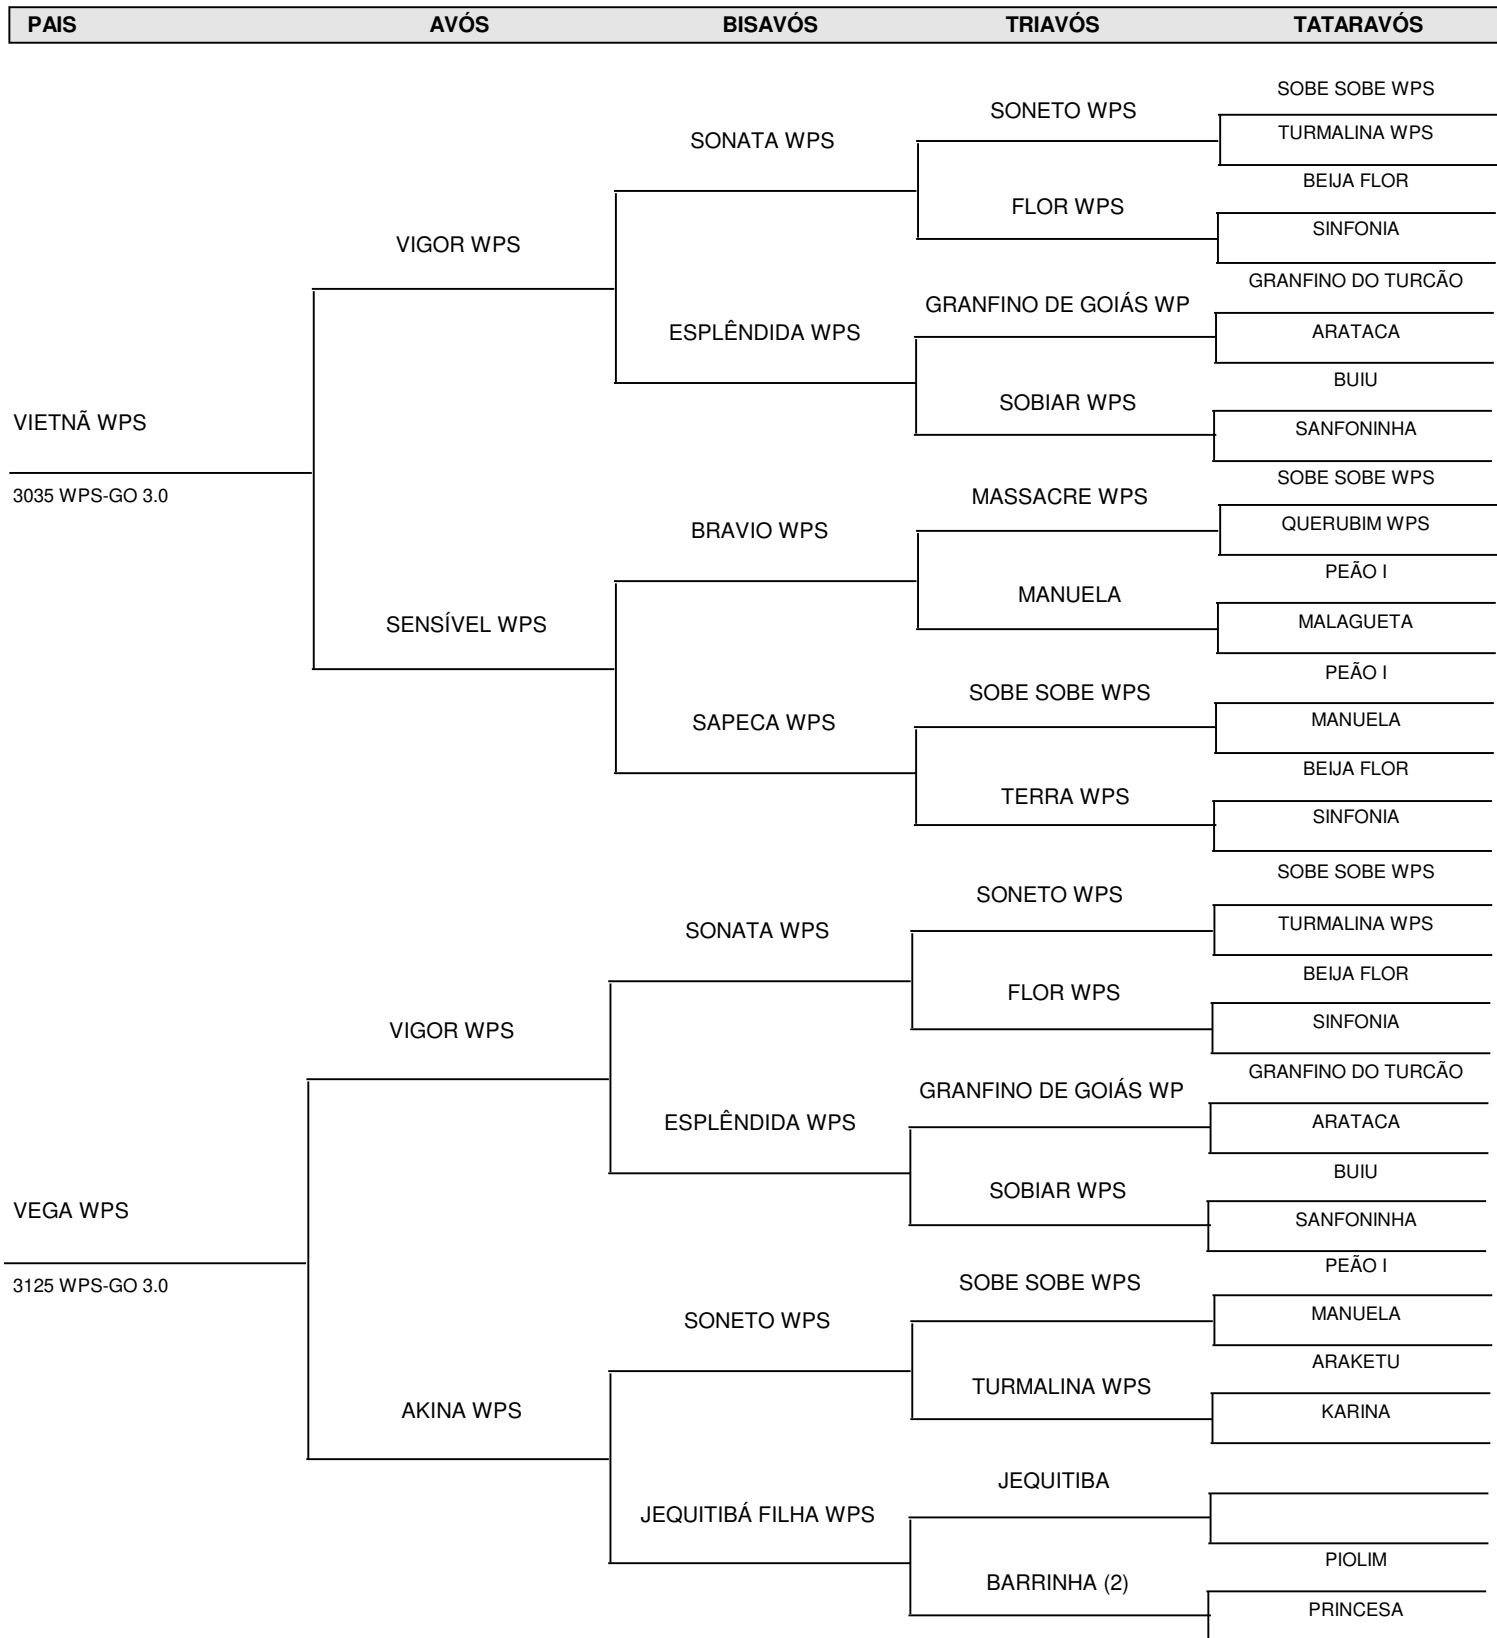 PAIS AVÓS BISAVÓS TRIAVÓS TATARAVÓS
SOBE SOBE WPS
SONETO WPS
TURMALINA WPS
SONATA WPS
BEIJA FLOR
FLOR WPS
SINFONIA
VIGOR WPS
GRANFINO DO TURCÃO
GRANFINO DE GOIÁS WP
ESPLÊNDIDA WPS
ARATACA
BUIU
SOBIAR WPS
VIETNÃ WPS
SANFONINHA
SOBE SOBE WPS
3035 WPS-GO 3.0
MASSACRE WPS
BRAVIO WPS
QUERUBIM WPS
PEÃO I
MANUELA
SENSÍVEL WPS
MALAGUETA
PEÃO I
SOBE SOBE WPS
SAPECA WPS
MANUELA
BEIJA FLOR
TERRA WPS
SINFONIA
SOBE SOBE WPS
SONETO WPS
SONATA WPS
TURMALINA WPS
BEIJA FLOR
FLOR WPS
SINFONIA
VIGOR WPS
GRANFINO DO TURCÃO
GRANFINO DE GOIÁS WP
ESPLÊNDIDA WPS
ARATACA
BUIU
SOBIAR WPS
VEGA WPS
SANFONINHA
PEÃO I
3125 WPS-GO 3.0
SOBE SOBE WPS
SONETO WPS
MANUELA
ARAKETU
TURMALINA WPS
AKINA WPS
KARINA
JEQUITIBA
JEQUITIBÁ FILHA WPS
PIOLIM
BARRINHA (2)
PRINCESA